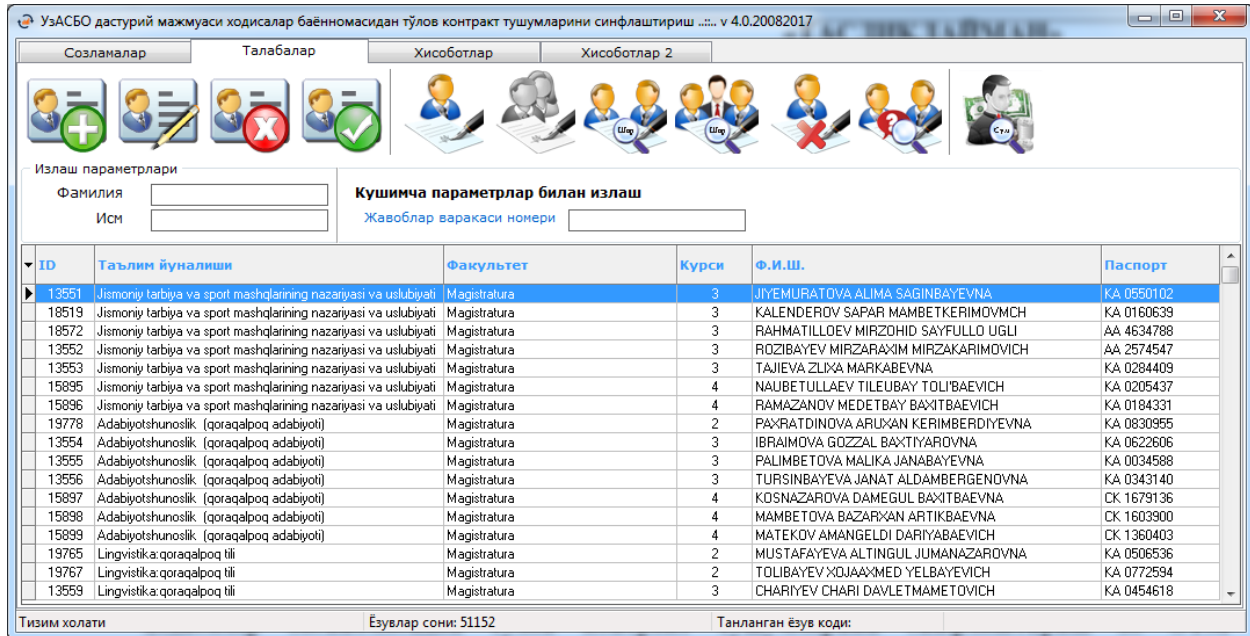 УзАСБО дастурий мажмуаси ходисалар баённомасидан тўлов контракт тушумларини синфлаштириш ..::.. v 4.0.20082017
Созламалар Талабалар Хисоботлар Хисоботлар 2
Шар Шар Сум
Излаш параметрлари
Фамилия Кушимча параметрлар билан излаш
Исм Жавоблар варакаси номери
ID Таълим йуналиши Факультет Курси Ф.И.Ш. Паспорт
13551 Jismoniy tarbiya va sport mashqlarining nazariyasi va uslubiyati Magistratura 3 JIYEMURATOVA ALIMA SAGINBAYEVNA KA 0550102
18519 Jismoniy tarbiya va sport mashqlarining nazariyasi va uslubiyati Magistratura 3 KALENDEROV SAPAR MAMBETKERIMOVMCH KA 0160639
18572 Jismoniy tarbiya va sport mashqlarining nazariyasi va uslubiyati Magistratura 3 RAHMATILLOEV MIRZOHID SAYFULLO UGLI AA 4634788
13552 Jismoniy tarbiya va sport mashqlarining nazariyasi va uslubiyati Magistratura 3 ROZIBAYEV MIRZARAXIM MIRZAKARIMOVICH AA 2574547
13553 Jismoniy tarbiya va sport mashqlarining nazariyasi va uslubiyati Magistratura 3 TAJIEVA ZLIXA MARKABEVNA KA 0284409
15895 Jismoniy tarbiya va sport mashqlarining nazariyasi va uslubiyati Magistratura 4 NAUBETULLAEV TILEUBAY TOLI'BAEVICH KA 0205437
15896 Jismoniy tarbiya va sport mashqlarining nazariyasi va uslubiyati Magistratura 4 RAMAZANOV MEDETBAY BAXITBAEVICH KA 0184331
19778 Adabiyotshunoslik (qoraqalpoq adabiyoti) Magistratura 2 PAXRATDINOVA ARUXAN KERIMBERDIYEVNA KA 0830955
13554 Adabiyotshunoslik (qoraqalpoq adabiyoti) Magistratura 3 IBRAIMOVA GOZZAL BAXTIYAROVNA KA 0622606
13555 Adabiyotshunoslik (qoraqalpoq adabiyoti) Magistratura 3 PALIMBETOVA MALIKA JANABAYEVNA KA 0034588
13556 Adabiyotshunoslik (qoraqalpoq adabiyoti) Magistratura 3 TURSINBAYEVA JANAT ALDAMBERGENOVNA KA 0343140
15897 Adabiyotshunoslik (qoraqalpoq adabiyoti) Magistratura 4 KOSNAZAROVA DAMEGUL BAXITBAEVNA CK 1679136
15898 Adabiyotshunoslik (qoraqalpoq adabiyoti) Magistratura 4 MAMBETOVA BAZARXAN ARTIKBAEVNA CK 1603900
15899 Adabiyotshunoslik (qoraqalpoq adabiyoti) Magistratura 4 MATEKOV AMANGELDI DARIYABAEVICH CK 1360403
19765 Lingvistika:qoraqalpoq tili Magistratura 2 MUSTAFAYEVA ALTINGUL JUMANAZAROVNA KA 0506536
19767 Lingvistika:qoraqalpoq tili Magistratura 2 TOLIBAYEV XOJAAXMED YELBAYEVICH KA 0772594
13559 Lingvistika:qoraqalpoq tili Magistratura 3 CHARIYEV CHARI DAVLETMAMETOVICH KA 0454618
Тизим холати Ёзувлар сони: 51152 Танланган ёзув коди: